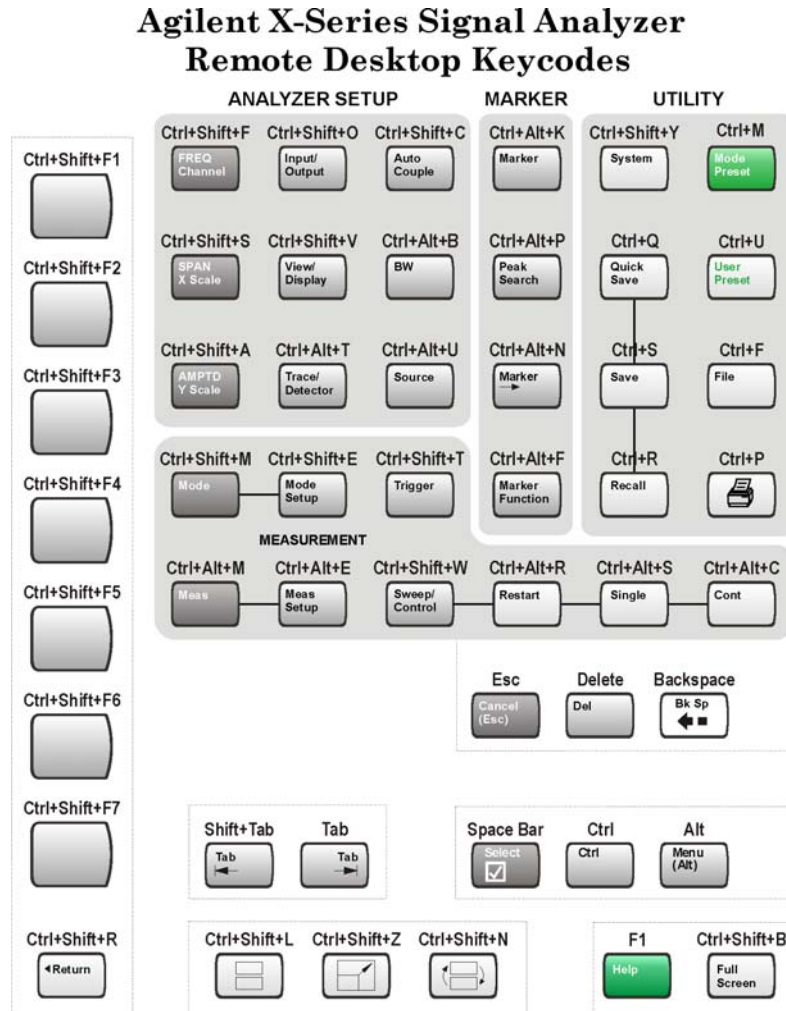 Agilent X-Series Signal Analyzer
Remote Desktop Keycodes
ANALYZER SETUP MARKER UTILITY
Ctrl+Shift+F Ctrl+Shift+O Ctrl+Shift+C Ctrl+Alt+K Ctrl+Shift+Y Ctrl+M
Ctrl+Shift+F1
FREQ Input/ Auto Marker System Mode
Channel Output Couple Preset
Ctrl+Shift+S Ctrl+Shift+V Ctrl+Alt+B Ctrl+Alt+P Ctrl+Q Ctrl+U
Ctrl+Shift+F2
SPAN View/ BW Peak Quick User
X Scale Display Search Save Preset
Ctrl+Shift+A Ctrl+Alt+T Ctrl+Alt+U Ctrl+Alt+N Ctrl+S Ctrl+F
Ctrl+Shift+F3
AMPTD Trace/ Source Marker Save File
Y Scale Detector
Ctrl+Shift+M Ctrl+Shift+E Ctrl+Shift+T Ctrl+Alt+F Ctrl+R Ctrl+P
Ctrl+Shift+F4
Mode Mode Trigger Marker Recall
Setup Function
MEASUREMENT
Ctrl+Alt+M Ctrl+Alt+E Ctrl+Shift+W Ctrl+Alt+R Ctrl+Alt+S Ctrl+Alt+C
Ctrl+Shift+F5
Meas Meas Sweep/ Restart Single Cont
Setup Control
Esc Delete Backspace
Ctrl+Shift+F6
Cancel Del Bk Sp
(Esc)
Ctrl+Shift+F7
Shift+Tab Tab Space Bar Ctrl Alt
Tab Tab Select Ctrl Menu
(Alt)
Ctrl+Shift+R Ctrl+Shift+L Ctrl+Shift+Z Ctrl+Shift+N F1 Ctrl+Shift+B
Return Help Full
Screen